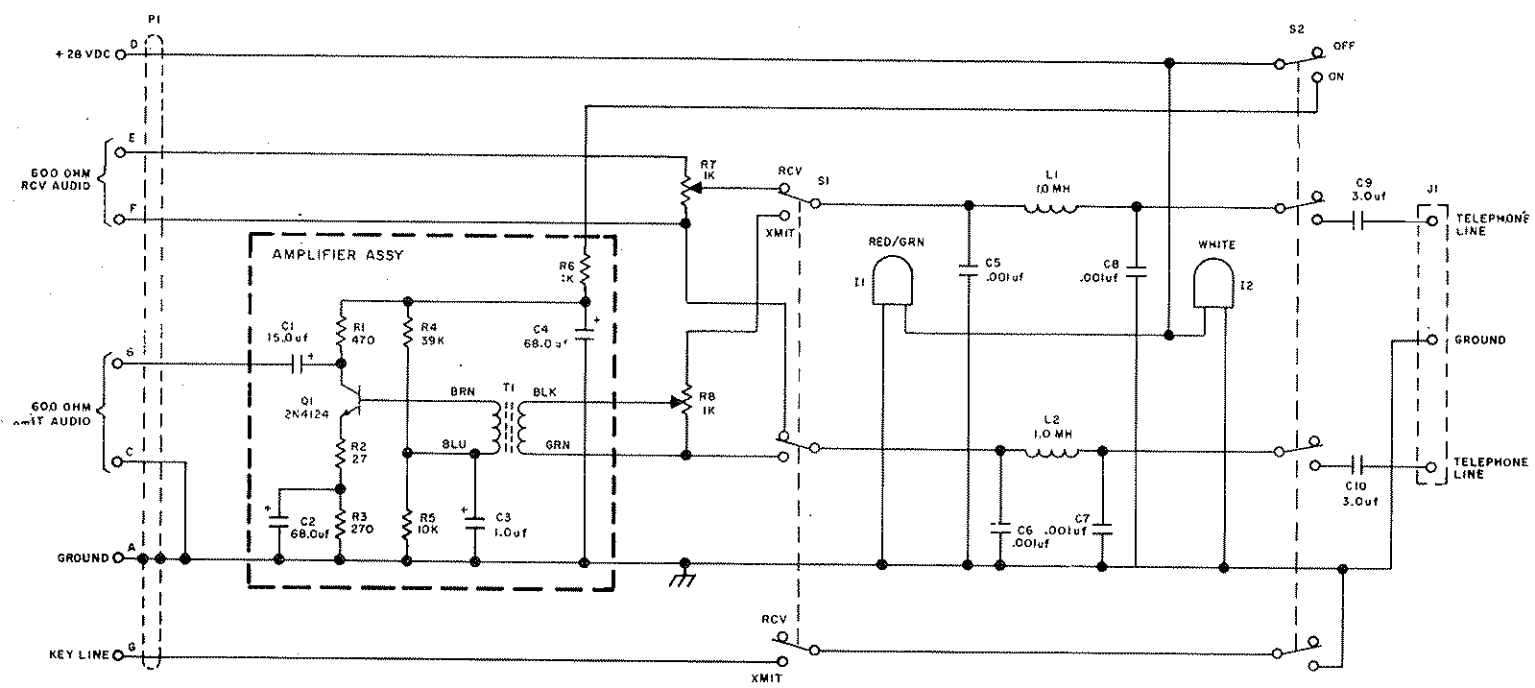 P1
S2
+28 VDC
D
OFF
ON
E
600 OHM
RCV AUDIO
F
R7
1K
RCV
S1
XMIT
L1
1.0 MH
C9
3.0uf
J1
TELEPHONE
LINE
AMPLIFIER ASSY
R6
1K
RED/GRN
I1
C5
.001uf
C8
.001uf
WHITE
I2
C1
15.0uf
+
R1
470
R4
39K
C4
68.0uf
+
GROUND
600 OHM
AUDIO
C
Q1
2N4124
BRN
T1
BLK
R8
1K
BLU
GRN
L2
1.0 MH
R2
27
TELEPHONE
LINE
C10
3.0uf
+
C2
68.0uf
R3
270
R5
10K
+
C3
1.0uf
C6
.001uf
C7
.001uf
GROUND
A
RCV
KEY LINE
G
XMIT